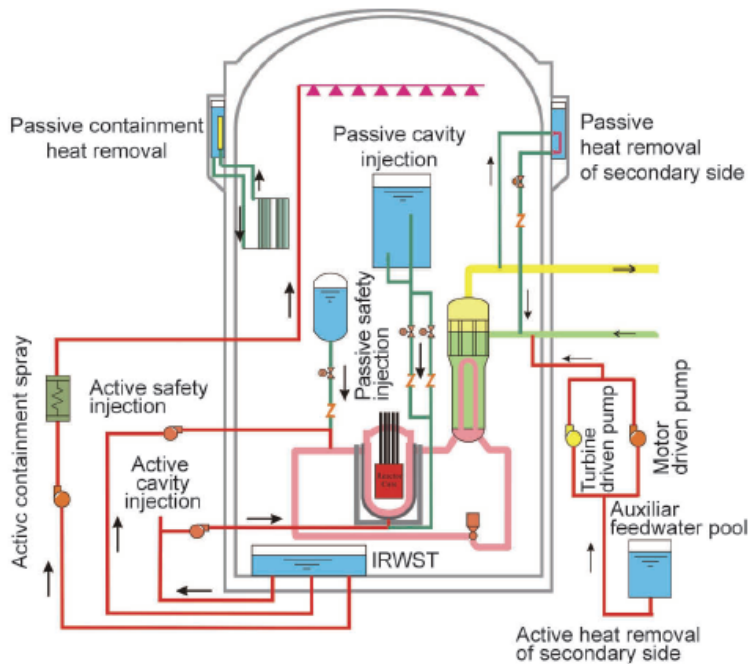 Passive containment
heat removal
Passive cavity
injection
Passive
heat removal
of secondary side
Passive safety
injection
Active safety
injection
Active
cavity
injection
Activc containment spray
Reactor
Core
IRWST
Turbine
driven pump
Motor
driven pump
Auxiliar
feedwater pool
Active heat removal
of secondary side